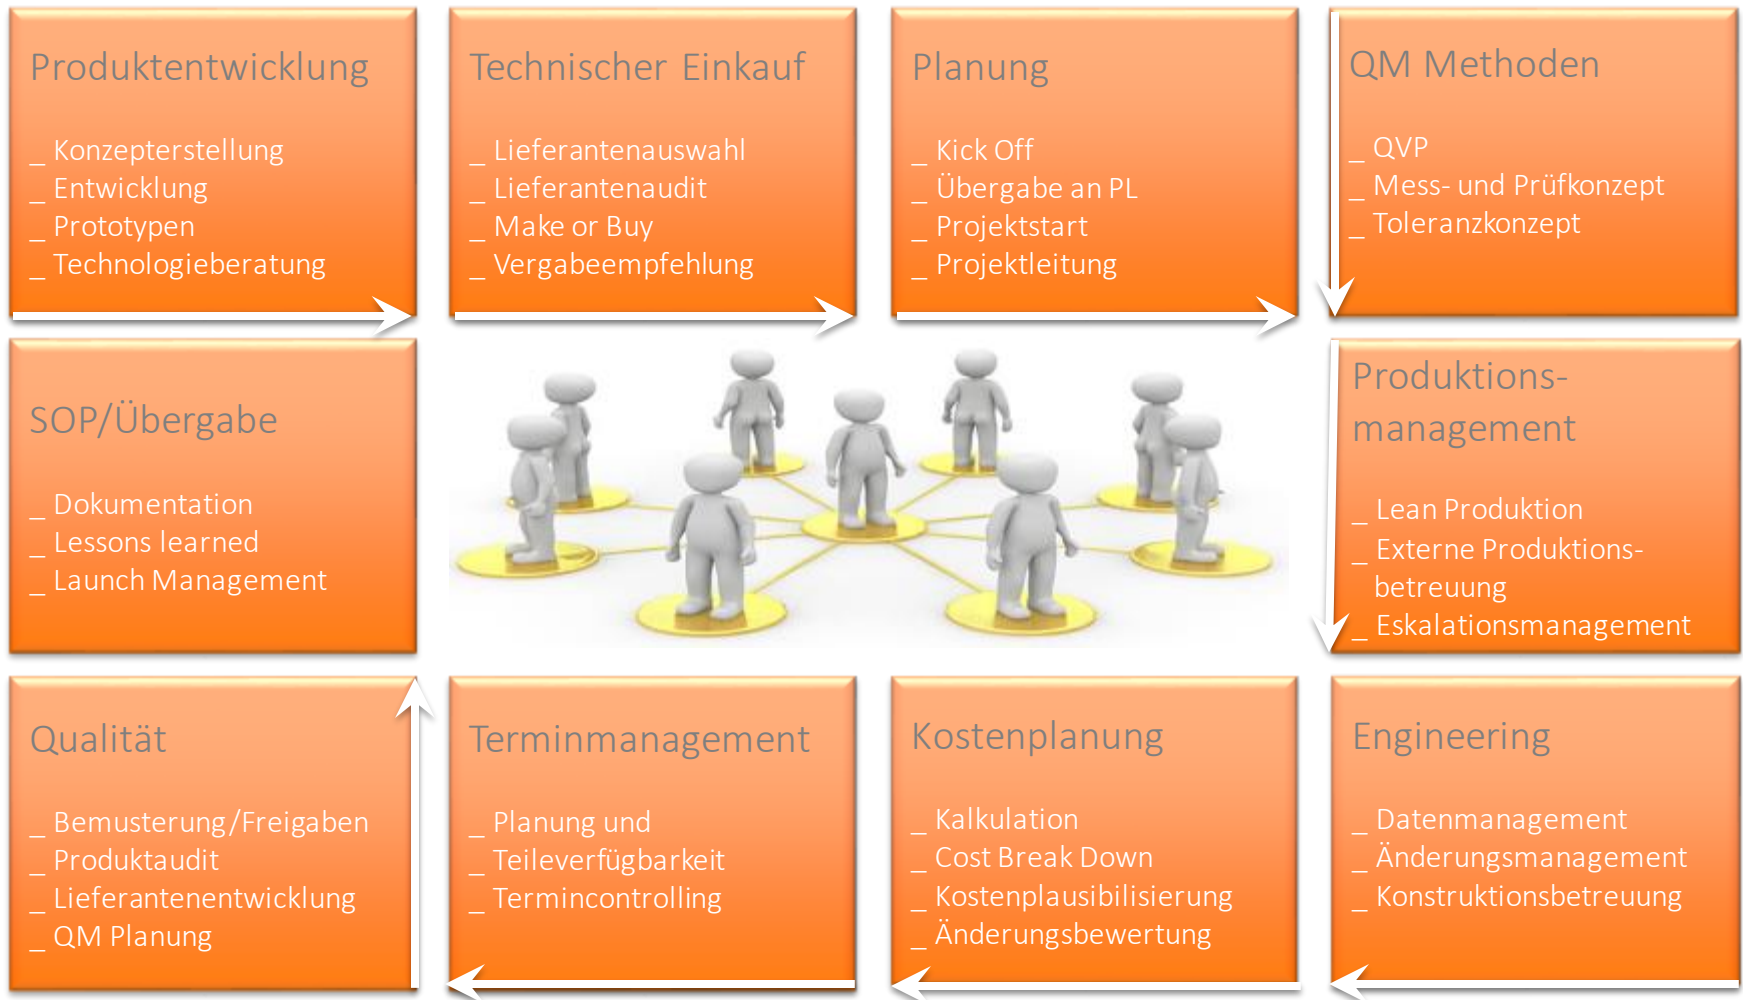 Produktentwicklung
_ Konzepterstellung
_ Entwicklung
_ Prototypen
_ Technologieberatung
Technischer Einkauf
_ Lieferantenauswahl
_ Lieferantenaudit
_ Make or Buy
_ Vergabeempfehlung
Planung
_ Kick Off
_ Übergabe an PL
_ Projektstart
_ Projektleitung
QM Methoden
_ QVP
_ Mess- und Prüfkonzept
_ Toleranzkonzept
SOP/Übergabe
_ Dokumentation
_ Lessons learned
_ Launch Management
Produktions-
management
_ Lean Produktion
_ Externe Produktions-
betreuung
_ Eskalationsmanagement
Qualität
_ Bemusterung/Freigaben
_ Produktaudit
_ Lieferantenentwicklung
_ QM Planung
Terminmanagement
_ Planung und
_ Teileverfügbarkeit
_ Termincontrolling
Kostenplanung
_ Kalkulation
_ Cost Break Down
_ Kostenplausibilisierung
_ Änderungsbewertung
Engineering
_ Datenmanagement
_ Änderungsmanagement
_ Konstruktionsbetreuung